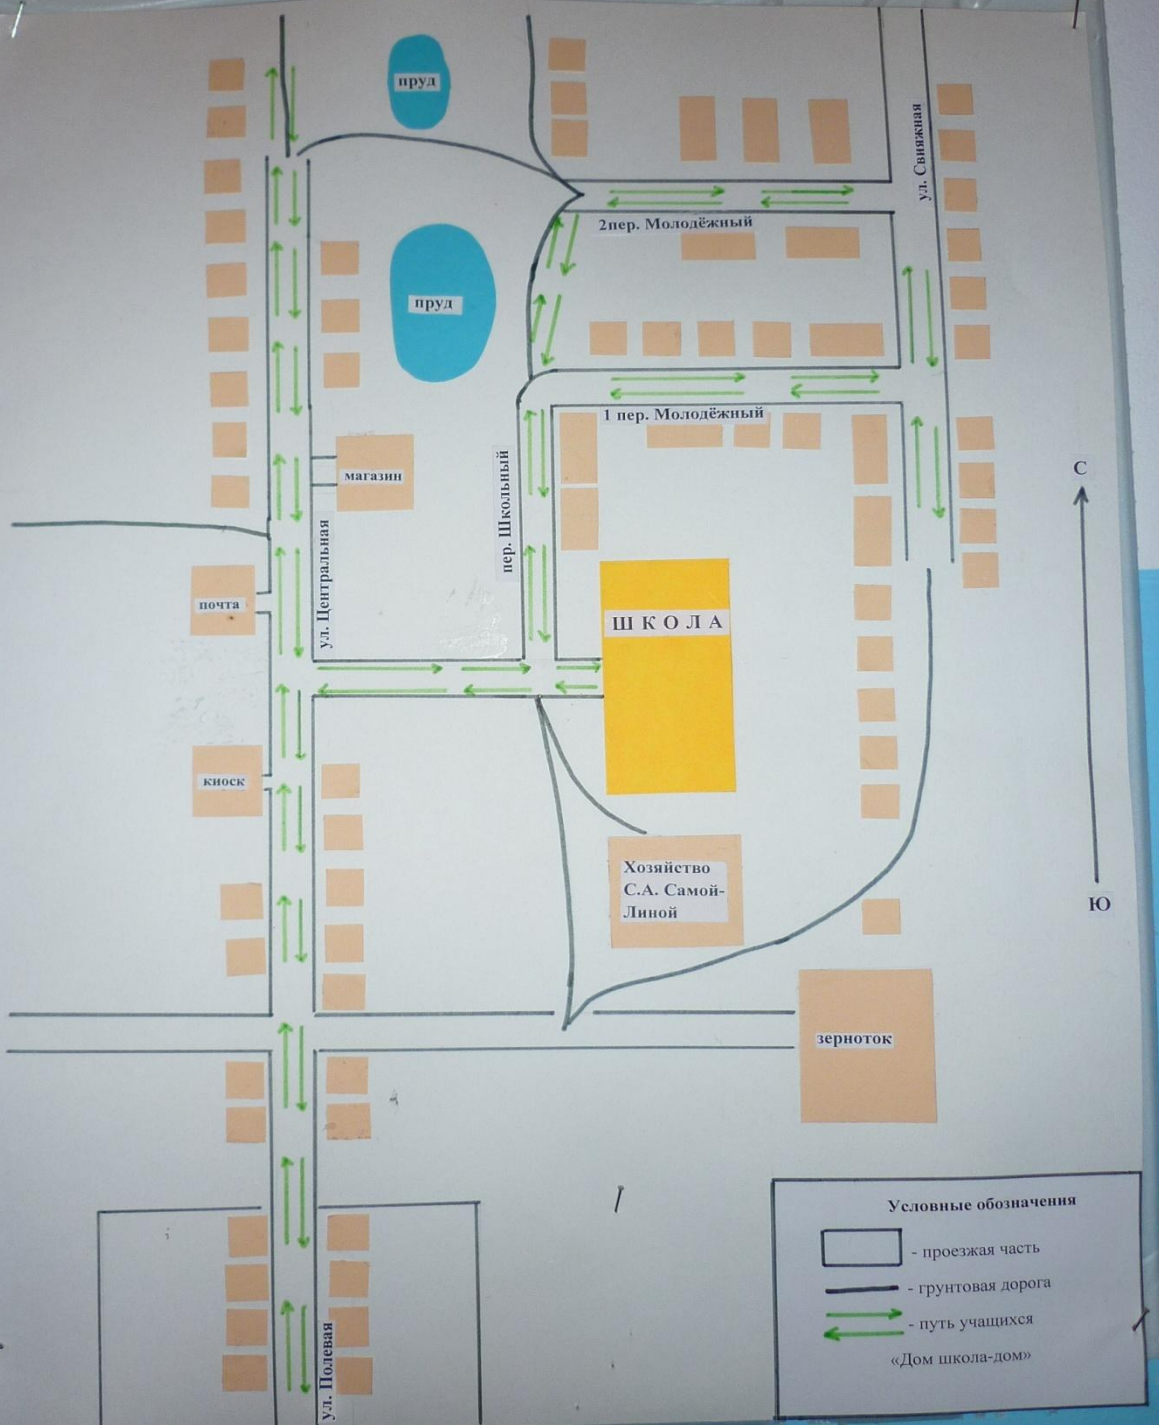 пруд
ул. Свияжная
2пер. Молодёжный
пруд
1 пер. Молодёжный
магазин
пер. Школьный
С
ул. Центральная
почта
ШКОЛА
киоск
Хозяйство
С.А. Самой-
Линой
Ю
зерноток
Условные обозначения
- проезжая часть
- грунтовая дорога
- путь учащихся
«Дом школа-дом»
ул. Полевая